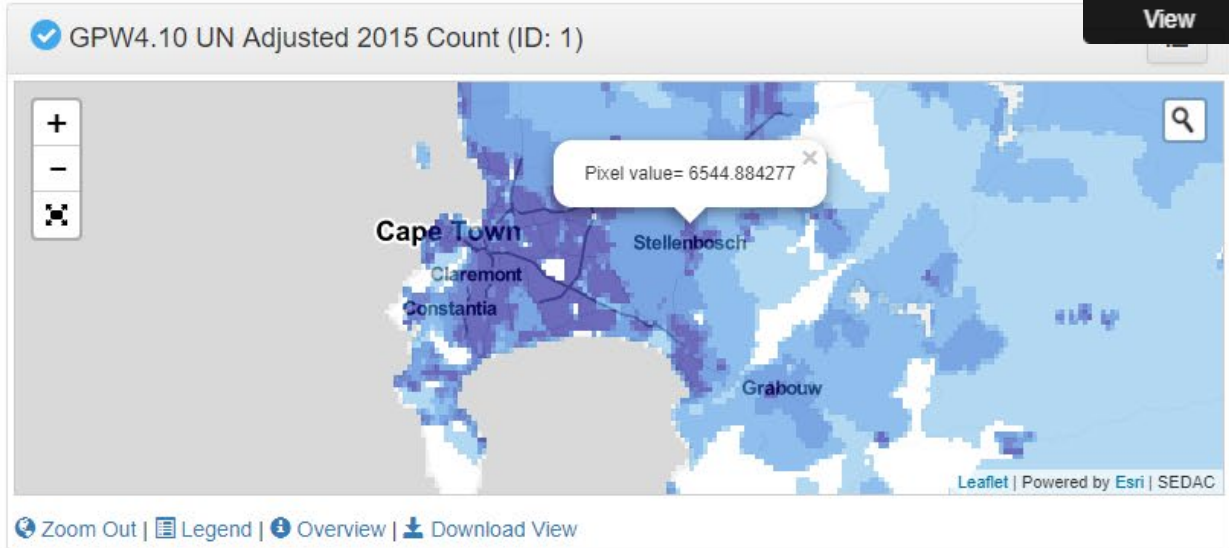 View
GPW4.10 UN Adjusted 2015 Count (ID: 1)
+
−
Pixel value= 6544.884277 ×
Cape Town
Stellenbosch
Claremont
Constantia
Grabouw
Leaflet | Powered by Esri | SEDAC
Zoom Out | Legend | Overview | Download View